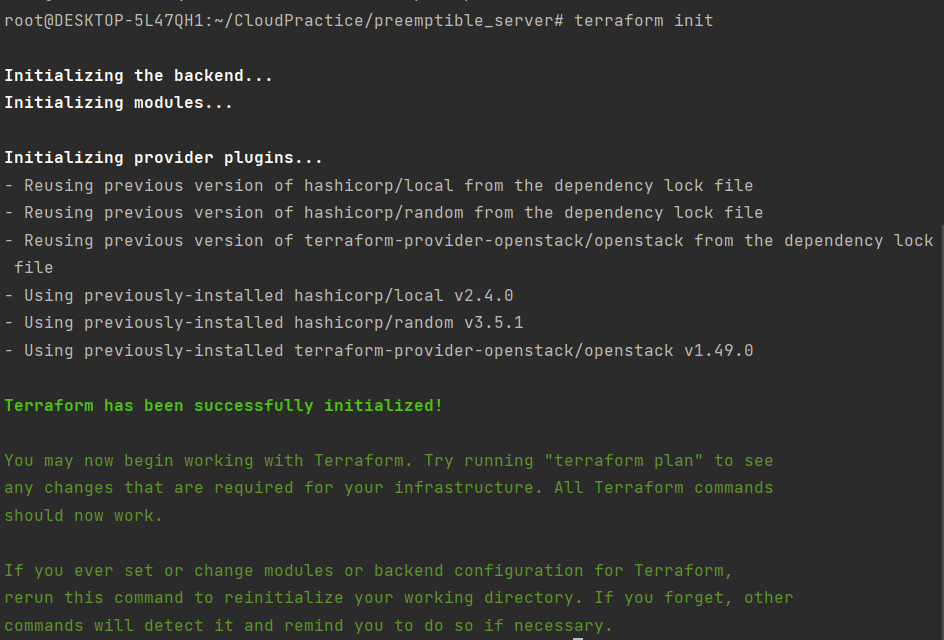 root@DESKTOP-5L47QH1:~/CloudPractice/preemptible_server# terraform init
Initializing the backend...
Initializing modules...
Initializing provider plugins...
- Reusing previous version of hashicorp/local from the dependency lock file
- Reusing previous version of hashicorp/random from the dependency lock file
- Reusing previous version of terraform-provider-openstack/openstack from the dependency lock
file
- Using previously-installed hashicorp/local v2.4.0
- Using previously-installed hashicorp/random v3.5.1
- Using previously-installed terraform-provider-openstack/openstack v1.49.0
Terraform has been successfully initialized!
You may now begin working with Terraform. Try running "terraform plan" to see
any changes that are required for your infrastructure. All Terraform commands
should now work.
If you ever set or change modules or backend configuration for Terraform,
rerun this command to reinitialize your working directory. If you forget, other
commands will detect it and remind you to do so if necessary.